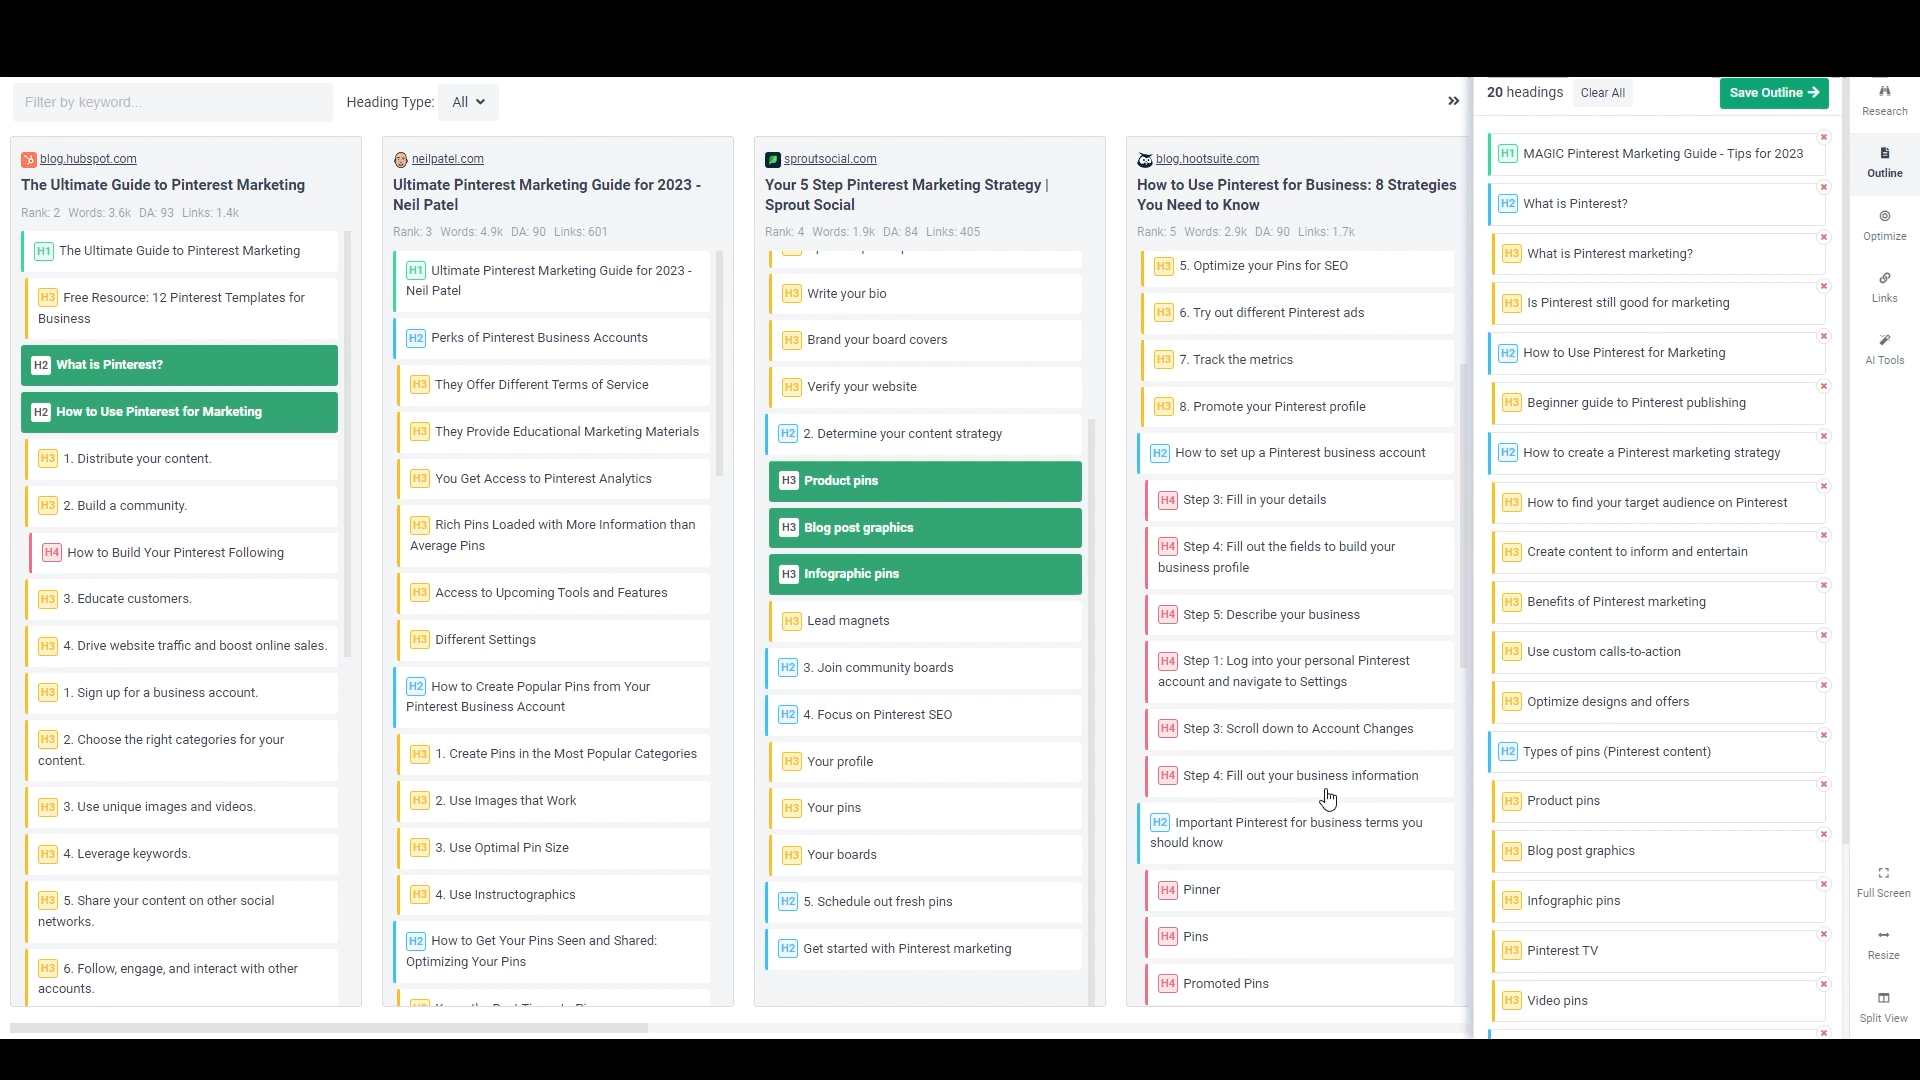 Filter by keyword...
Heading Type:
All
blog.hubspot.com
The Ultimate Guide to Pinterest Marketing
Rank: 2 Words: 3.6k DA: 93 Links: 1.4k
H1 The Ultimate Guide to Pinterest Marketing
H3 Free Resource: 12 Pinterest Templates for
Business
H2 What is Pinterest?
H2 How to Use Pinterest for Marketing
H3 1. Distribute your content.
H3 2. Build a community.
H4 How to Build Your Pinterest Following
H3 3. Educate customers.
H3 4. Drive website traffic and boost online sales.
H3 1. Sign up for a business account.
H3 2. Choose the right categories for your
content.
H3 3. Use unique images and videos.
H3 4. Leverage keywords.
H3 5. Share your content on other social
networks.
H3 6. Follow, engage, and interact with other
accounts.
neilpatel.com
Ultimate Pinterest Marketing Guide for 2023 -
Neil Patel
Rank: 3 Words: 4.9k DA: 90 Links: 601
H1 Ultimate Pinterest Marketing Guide for 2023 -
Neil Patel
H2 Perks of Pinterest Business Accounts
H3 They Offer Different Terms of Service
H3 They Provide Educational Marketing Materials
H3 You Get Access to Pinterest Analytics
H3 Rich Pins Loaded with More Information than
Average Pins
H3 Access to Upcoming Tools and Features
H3 Different Settings
H2 How to Create Popular Pins from Your
Pinterest Business Account
H3 1. Create Pins in the Most Popular Categories
H3 2. Use Images that Work
H3 3. Use Optimal Pin Size
H3 4. Use Instructographics
H2 How to Get Your Pins Seen and Shared:
Optimizing Your Pins
sproutsocial.com
Your 5 Step Pinterest Marketing Strategy |
Sprout Social
Rank: 4 Words: 1.9k DA: 84 Links: 405
H3 Write your bio
H3 Brand your board covers
H3 Verify your website
H2 2. Determine your content strategy
H3 Product pins
H3 Blog post graphics
H3 Infographic pins
H3 Lead magnets
H2 3. Join community boards
H2 4. Focus on Pinterest SEO
H3 Your profile
H3 Your pins
H3 Your boards
H2 5. Schedule out fresh pins
H2 Get started with Pinterest marketing
blog.hootsuite.com
How to Use Pinterest for Business: 8 Strategies
You Need to Know
Rank: 5 Words: 2.9k DA: 90 Links: 1.7k
H3 5. Optimize your Pins for SEO
H3 6. Try out different Pinterest ads
H3 7. Track the metrics
H3 8. Promote your Pinterest profile
H2 How to set up a Pinterest business account
H4 Step 3: Fill in your details
H4 Step 4: Fill out the fields to build your
business profile
H4 Step 5: Describe your business
H4 Step 1: Log into your personal Pinterest
account and navigate to Settings
H4 Step 3: Scroll down to Account Changes
H4 Step 4: Fill out your business information
H2 Important Pinterest for business terms you
should know
H4 Pinner
H4 Pins
H4 Promoted Pins
20 headings
Clear All
Save Outline
H1 MAGIC Pinterest Marketing Guide - Tips for 2023
H2 What is Pinterest?
H3 What is Pinterest marketing?
H3 Is Pinterest still good for marketing
H2 How to Use Pinterest for Marketing
H3 Beginner guide to Pinterest publishing
H2 How to create a Pinterest marketing strategy
H3 How to find your target audience on Pinterest
H3 Create content to inform and entertain
H3 Benefits of Pinterest marketing
H3 Use custom calls-to-action
H3 Optimize designs and offers
H2 Types of pins (Pinterest content)
H3 Product pins
H3 Blog post graphics
H3 Infographic pins
H3 Pinterest TV
H3 Video pins
Research
Outline
Optimize
Links
AI Tools
Full Screen
Resize
Split View